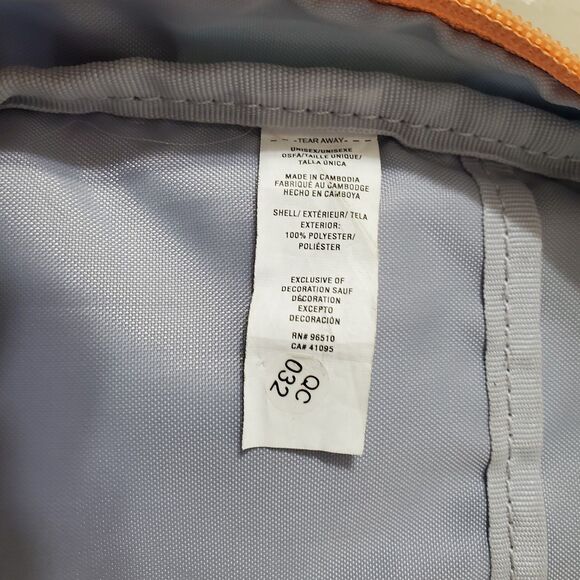 -TEAR AWAY-
UNISEX/UNISEXE
OSFA/TAILLE UNIQUE/
TALLA ÚNICA
MADE IN CAMBODIA
FABRIQUÉ AU CAMBODGE
HECHO EN CAMBOYA
SHELL/ EXTÉRIEUR/ TELA
EXTERIOR:
100% POLYESTER/
POLIÉSTER
EXCLUSIVE OF
DECORATION SAUF
DÉCORATION
EXCEPTO
DECORACIÓN
RN# 96510
CA# 41095
QC
032